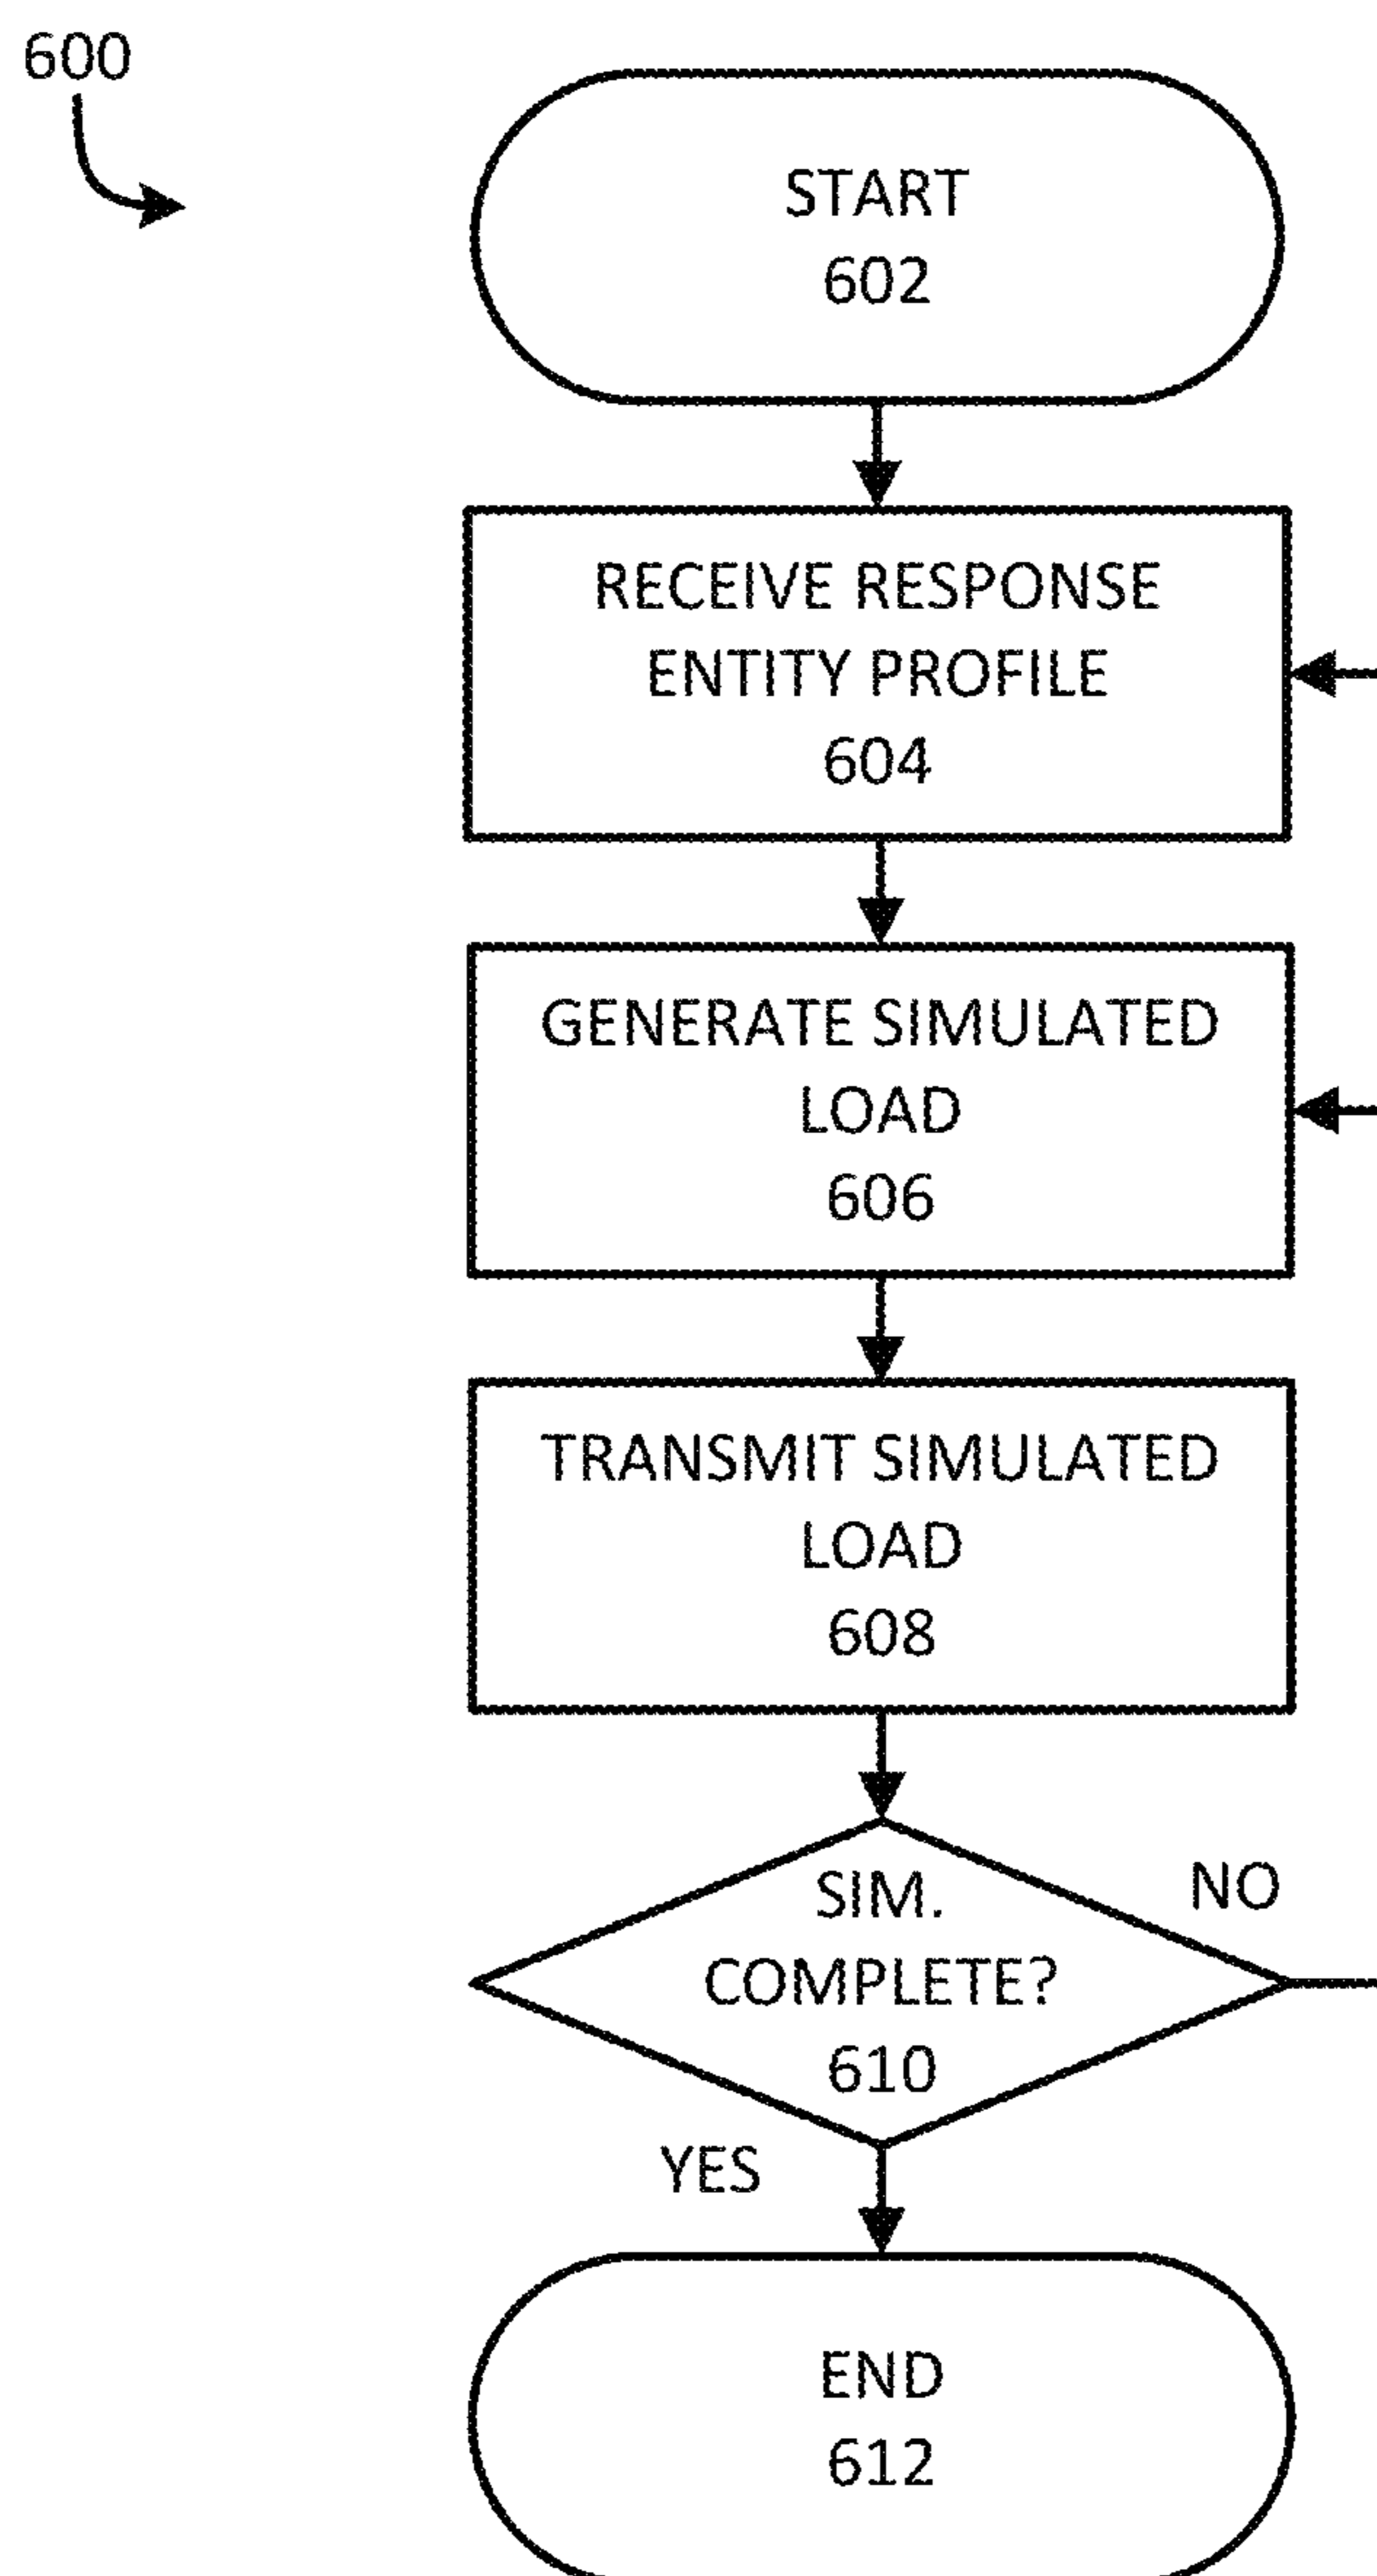 600
START
602
RECEIVE RESPONSE
ENTITY PROFILE
604
GENERATE SIMULATED
LOAD
606
TRANSMIT SIMULATED
LOAD
608
SIM.
COMPLETE?
610
NO
YES
END
612